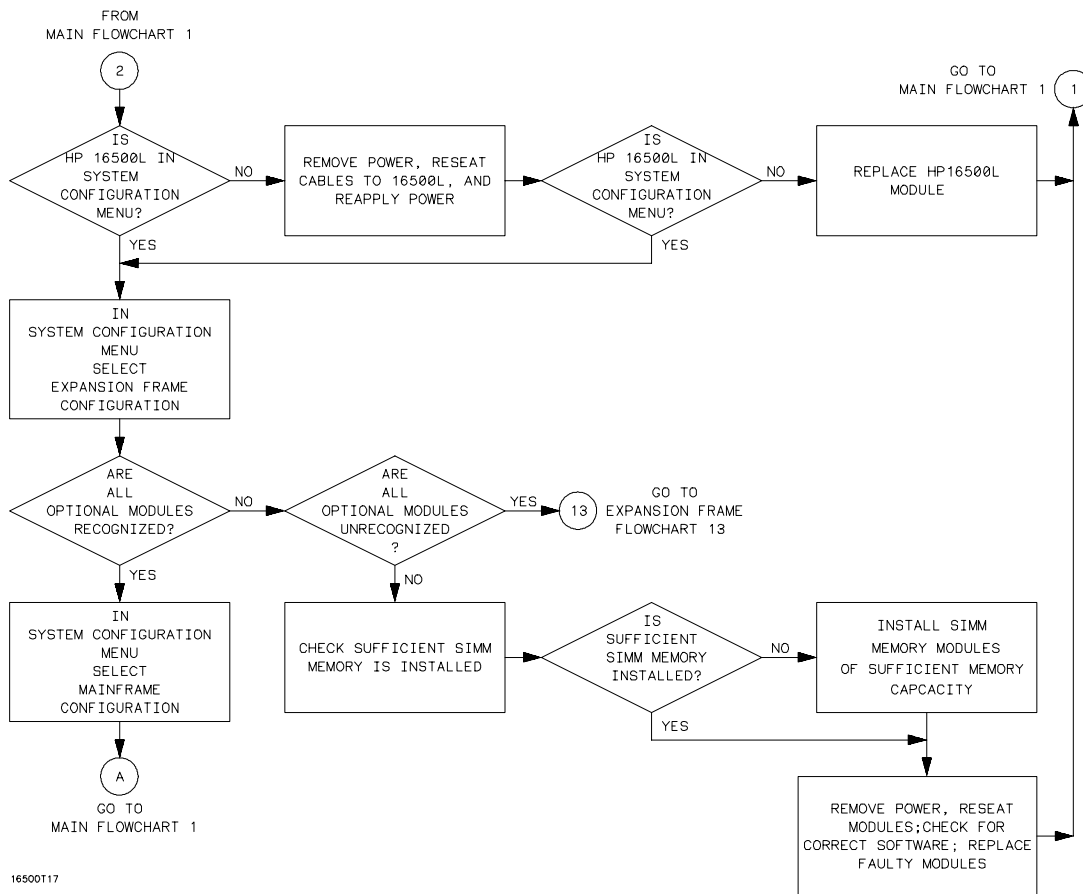 FROM
MAIN FLOWCHART 1
2
GO TO
MAIN FLOWCHART 1
1
IS
HP 16500L IN
SYSTEM
CONFIGURATION
MENU?
NO
YES
REMOVE POWER, RESEAT
CABLES TO 16500L, AND
REAPPLY POWER
IS
HP 16500L IN
SYSTEM
CONFIGURATION
MENU?
NO
YES
REPLACE HP16500L
MODULE
IN
SYSTEM CONFIGURATION
MENU
SELECT
EXPANSION FRAME
CONFIGURATION
ARE
ALL
OPTIONAL MODULES
RECOGNIZED?
NO
YES
ARE
ALL
OPTIONAL MODULES
UNRECOGNIZED
?
YES
NO
13
GO TO
EXPANSION FRAME
FLOWCHART 13
IN
SYSTEM CONFIGURATION
MENU
SELECT
MAINFRAME
CONFIGURATION
CHECK SUFFICIENT SIMM
MEMORY IS INSTALLED
IS
SUFFICIENT
SIMM MEMORY
INSTALLED?
NO
YES
INSTALL SIMM
MEMORY MODULES
OF SUFFICIENT MEMORY
CAPCACITY
A
GO TO
MAIN FLOWCHART 1
REMOVE POWER, RESEAT
MODULES;CHECK FOR
CORRECT SOFTWARE; REPLACE
FAULTY MODULES
16500T17